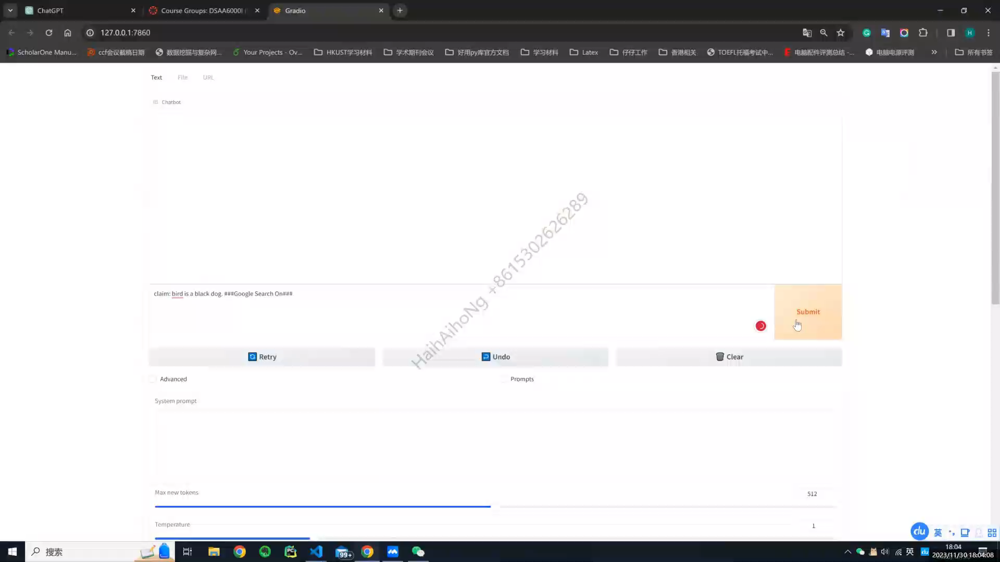 ChatGPT
Course Groups: DSAA6000I
Gradio
127.0.0.1:7860
ScholarOne Manu...
ccf会议截稿日期
数据挖掘与复杂网...
Your Projects - Ov...
HKUST学习材料
学术期刊会议
好用py库官方文档
学习材料
Latex
仔仔工作
香港相关
TOEFL托福考试中...
电脑配件评测总结 -...
电脑电源评测
所有书签
Text
File
URL
Chatbot
HaihAihoNg +8615302626289
claim: bird is a black dog. ###Google Search On###
Submit
Retry
Undo
Clear
Advanced
Prompts
System prompt
Max new tokens
512
Temperature
1
搜索
99+
英
du
英
18:04
2023/11/30 18:04:08